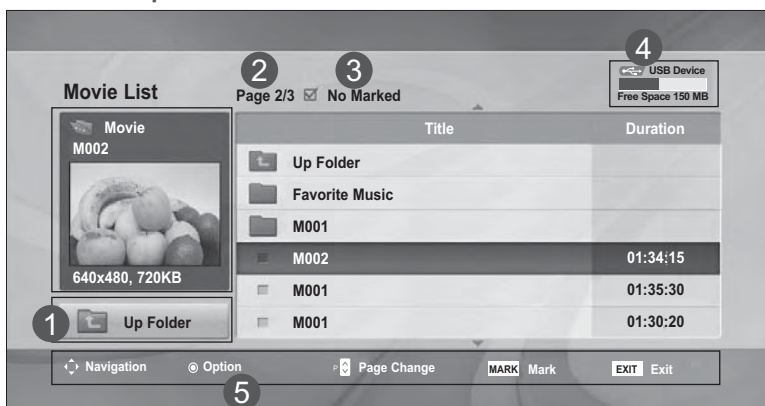 4
USB Device
2
3
Movie List
Page 2/3
No Marked
Free Space 150 MB
Movie
M002
640x480, 720KB
1
Up Folder
Title
Duration
Up Folder
Favorite Music
M001
M002
01:34:15
M001
01:35:30
M001
01:30:20
Navigation
Option
P
Page Change
MARK
Mark
EXIT
Exit
5